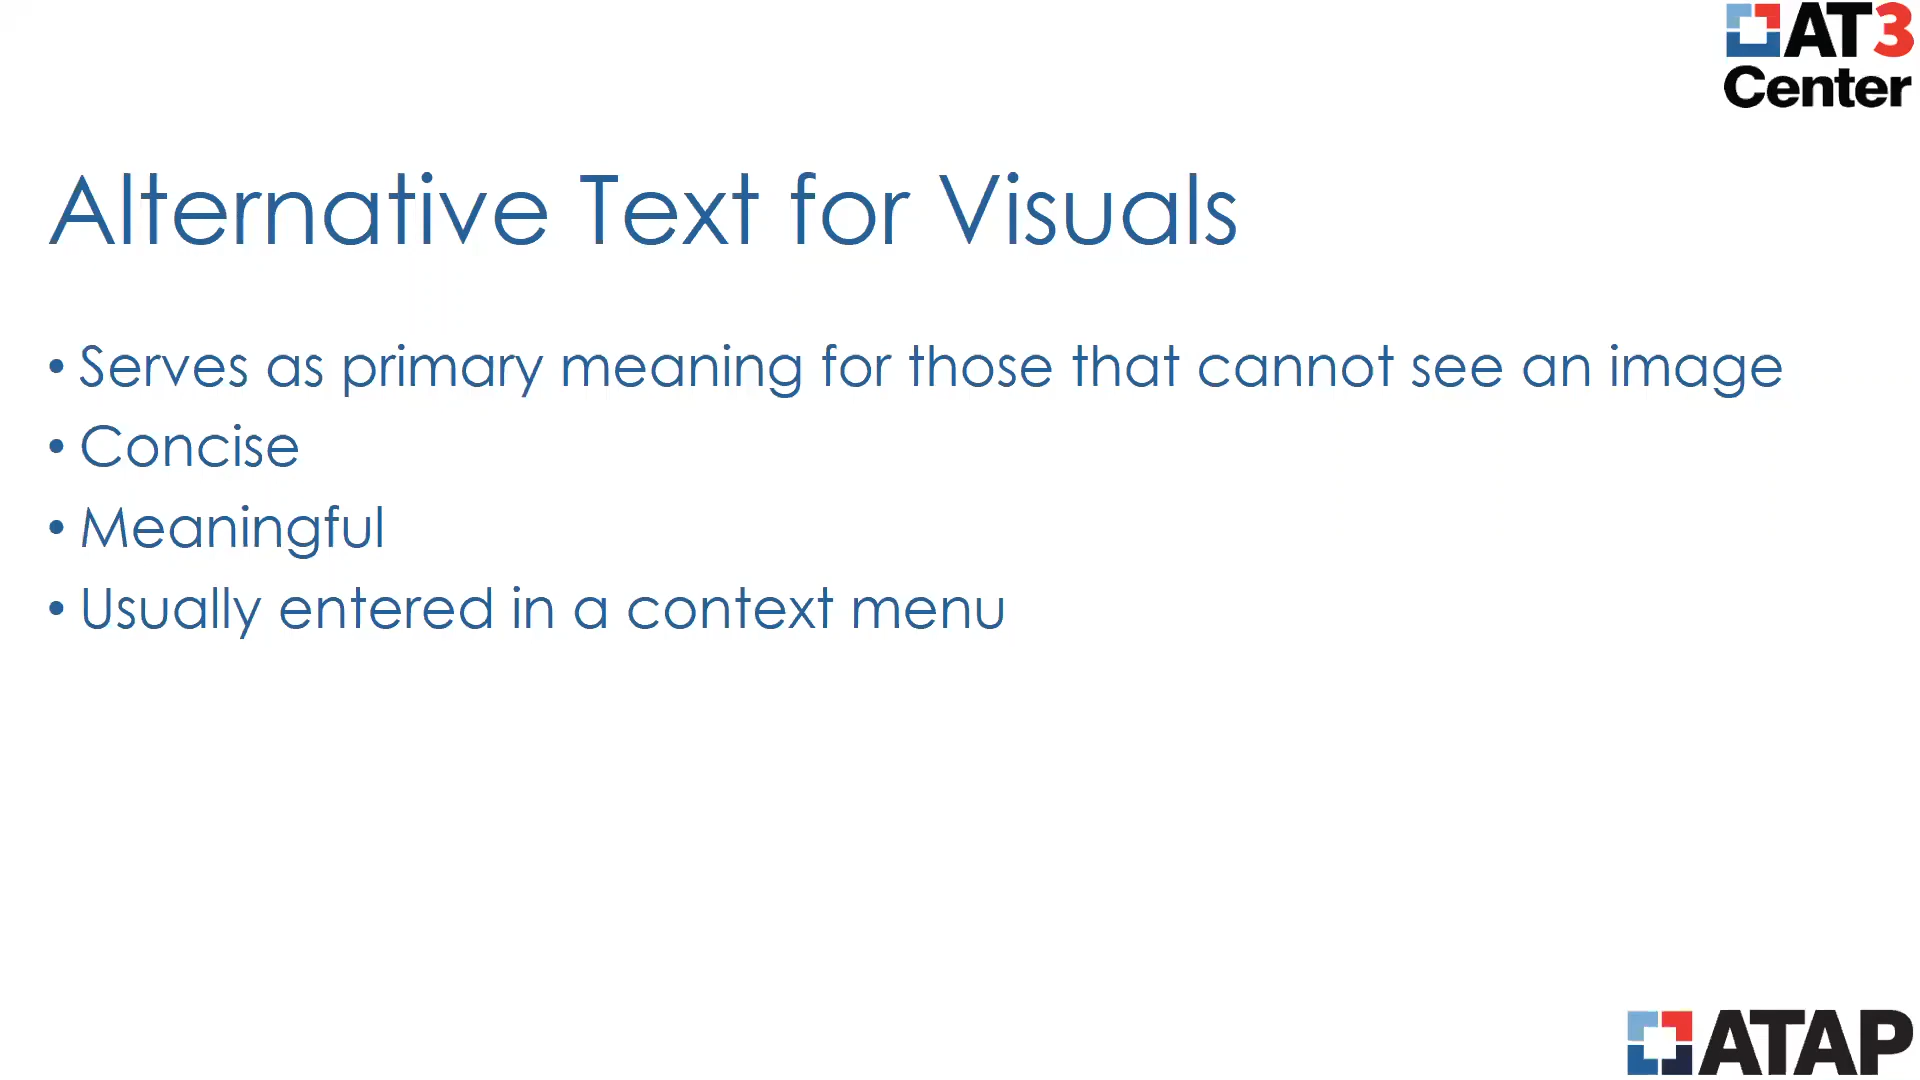 AT3
Center
Alternative Text for Visuals
• Serves as primary meaning for those that cannot see an image
• Concise
• Meaningful
• Usually entered in a context menu
ATAP